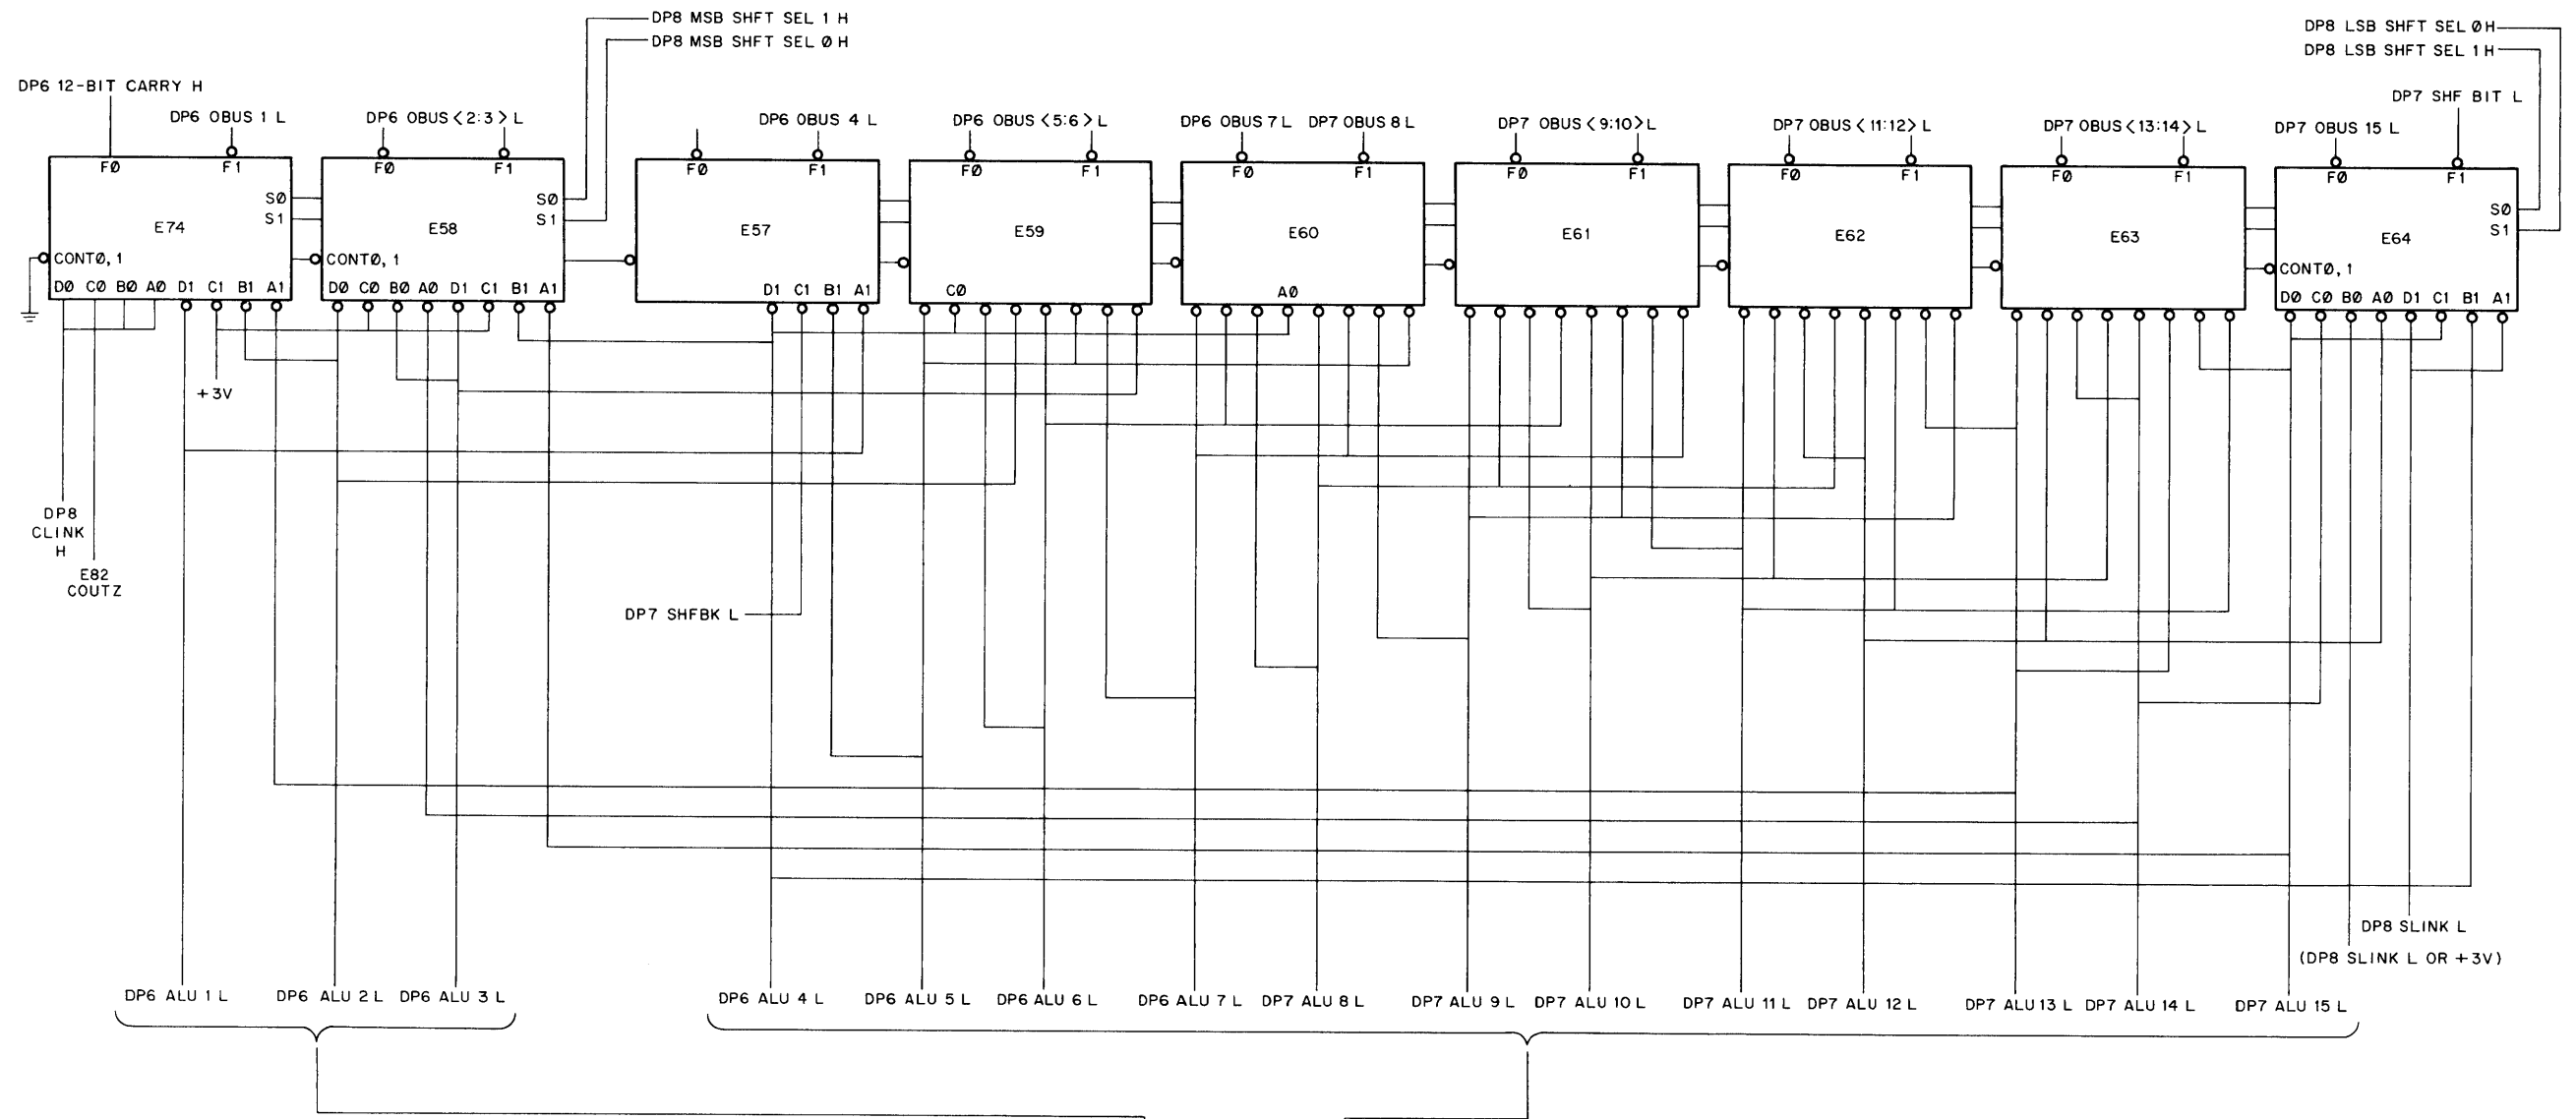 DP8 MSB SHFT SEL 1 H
DP8 MSB SHFT SEL Ø H
DP8 LSB SHFT SEL Ø H
DP8 LSB SHFT SEL 1 H
DP6 12-BIT CARRY H
DP7 SHF BIT L
DP6 OBUS 1 L
DP6 OBUS <2:3> L
DP6 OBUS 4 L
DP6 OBUS <5:6> L
DP6 OBUS 7 L
DP7 OBUS 8 L
DP7 OBUS <9:10> L
DP7 OBUS <11:12> L
DP7 OBUS <13:14> L
DP7 OBUS 15 L
FØ F1
FØ F1
FØ F1
FØ F1
FØ F1
FØ F1
FØ F1
FØ F1
FØ F1
SØ
S1
SØ
S1
SØ
S1
E74
E58
E57
E59
E60
E61
E62
E63
E64
CONTØ, 1
CONTØ, 1
CONTØ, 1
DØ CØ BØ AØ D1 C1 B1 A1
DØ CØ BØ AØ D1 C1 B1 A1
D1 C1 B1 A1
CØ
AØ
DØ CØ BØ AØ D1 C1 B1 A1
+3V
DP8
CLINK
H
E82
COUTZ
DP7 SHFBK L
DP8 SLINK L
(DP8 SLINK L OR +3V)
DP6 ALU 1 L
DP6 ALU 2 L
DP6 ALU 3 L
DP6 ALU 4 L
DP6 ALU 5 L
DP6 ALU 6 L
DP6 ALU 7 L
DP7 ALU 8 L
DP7 ALU 9 L
DP7 ALU 10 L
DP7 ALU 11 L
DP7 ALU 12 L
DP7 ALU 13 L
DP7 ALU 14 L
DP7 ALU 15 L